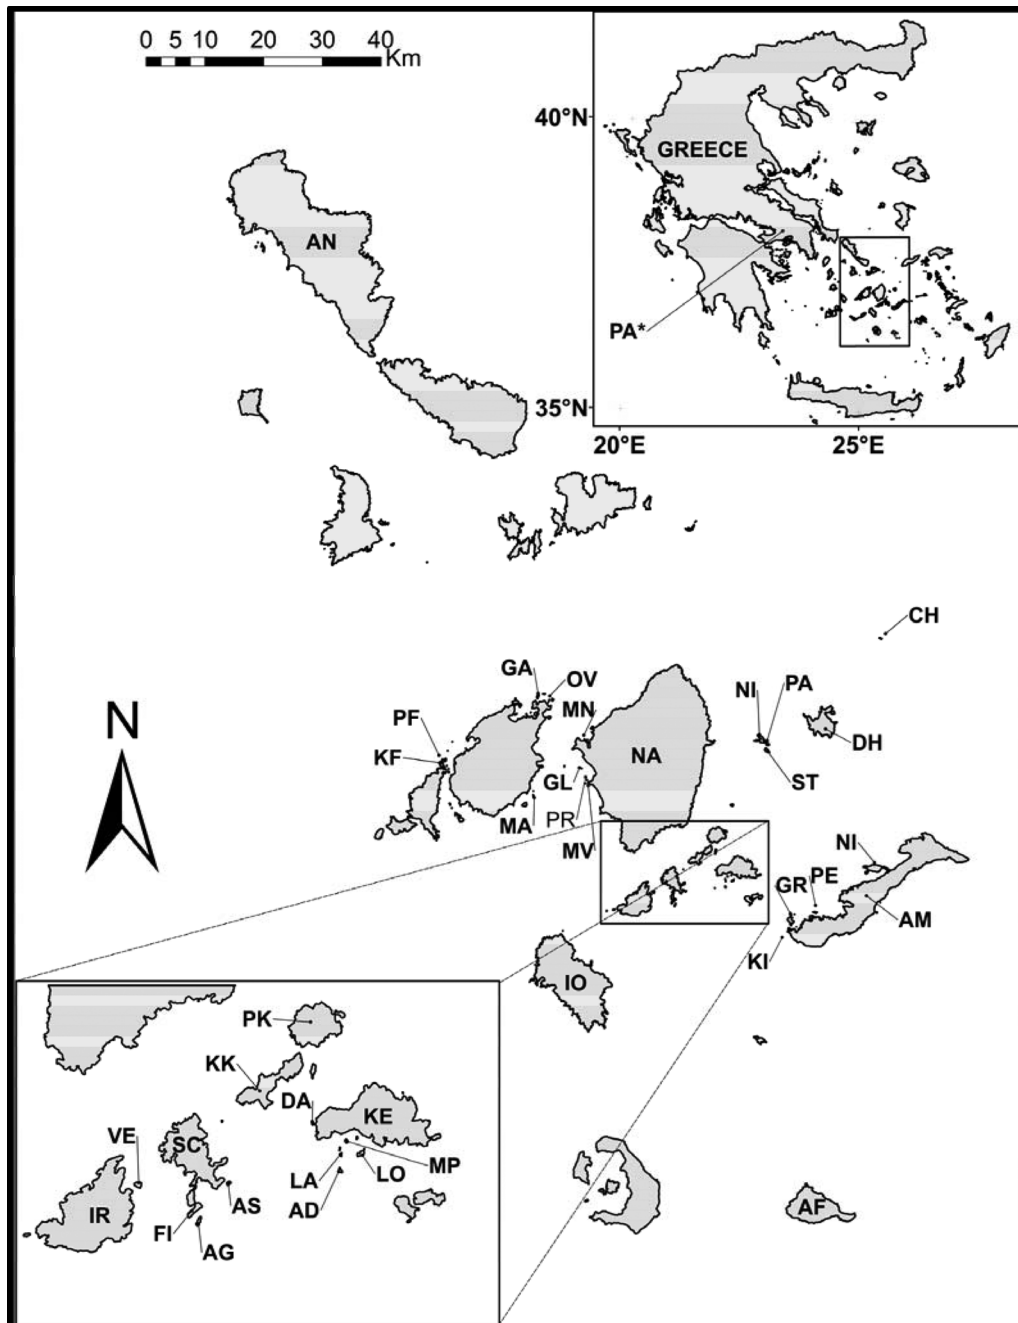 0 5 10 20 30 40
Km
40°N
GREECE
AN
PA*
35°N
20°E 25°E
CH
GA
OV
NI PA
MN
PF
KF
NA
DH
GL
ST
MA PR
MV
NI
GR PE
AM
KI
IO
PK
KK
DA
KE
VE SC
MP
LA LO
IR AS AD
FI
AG
AF
N